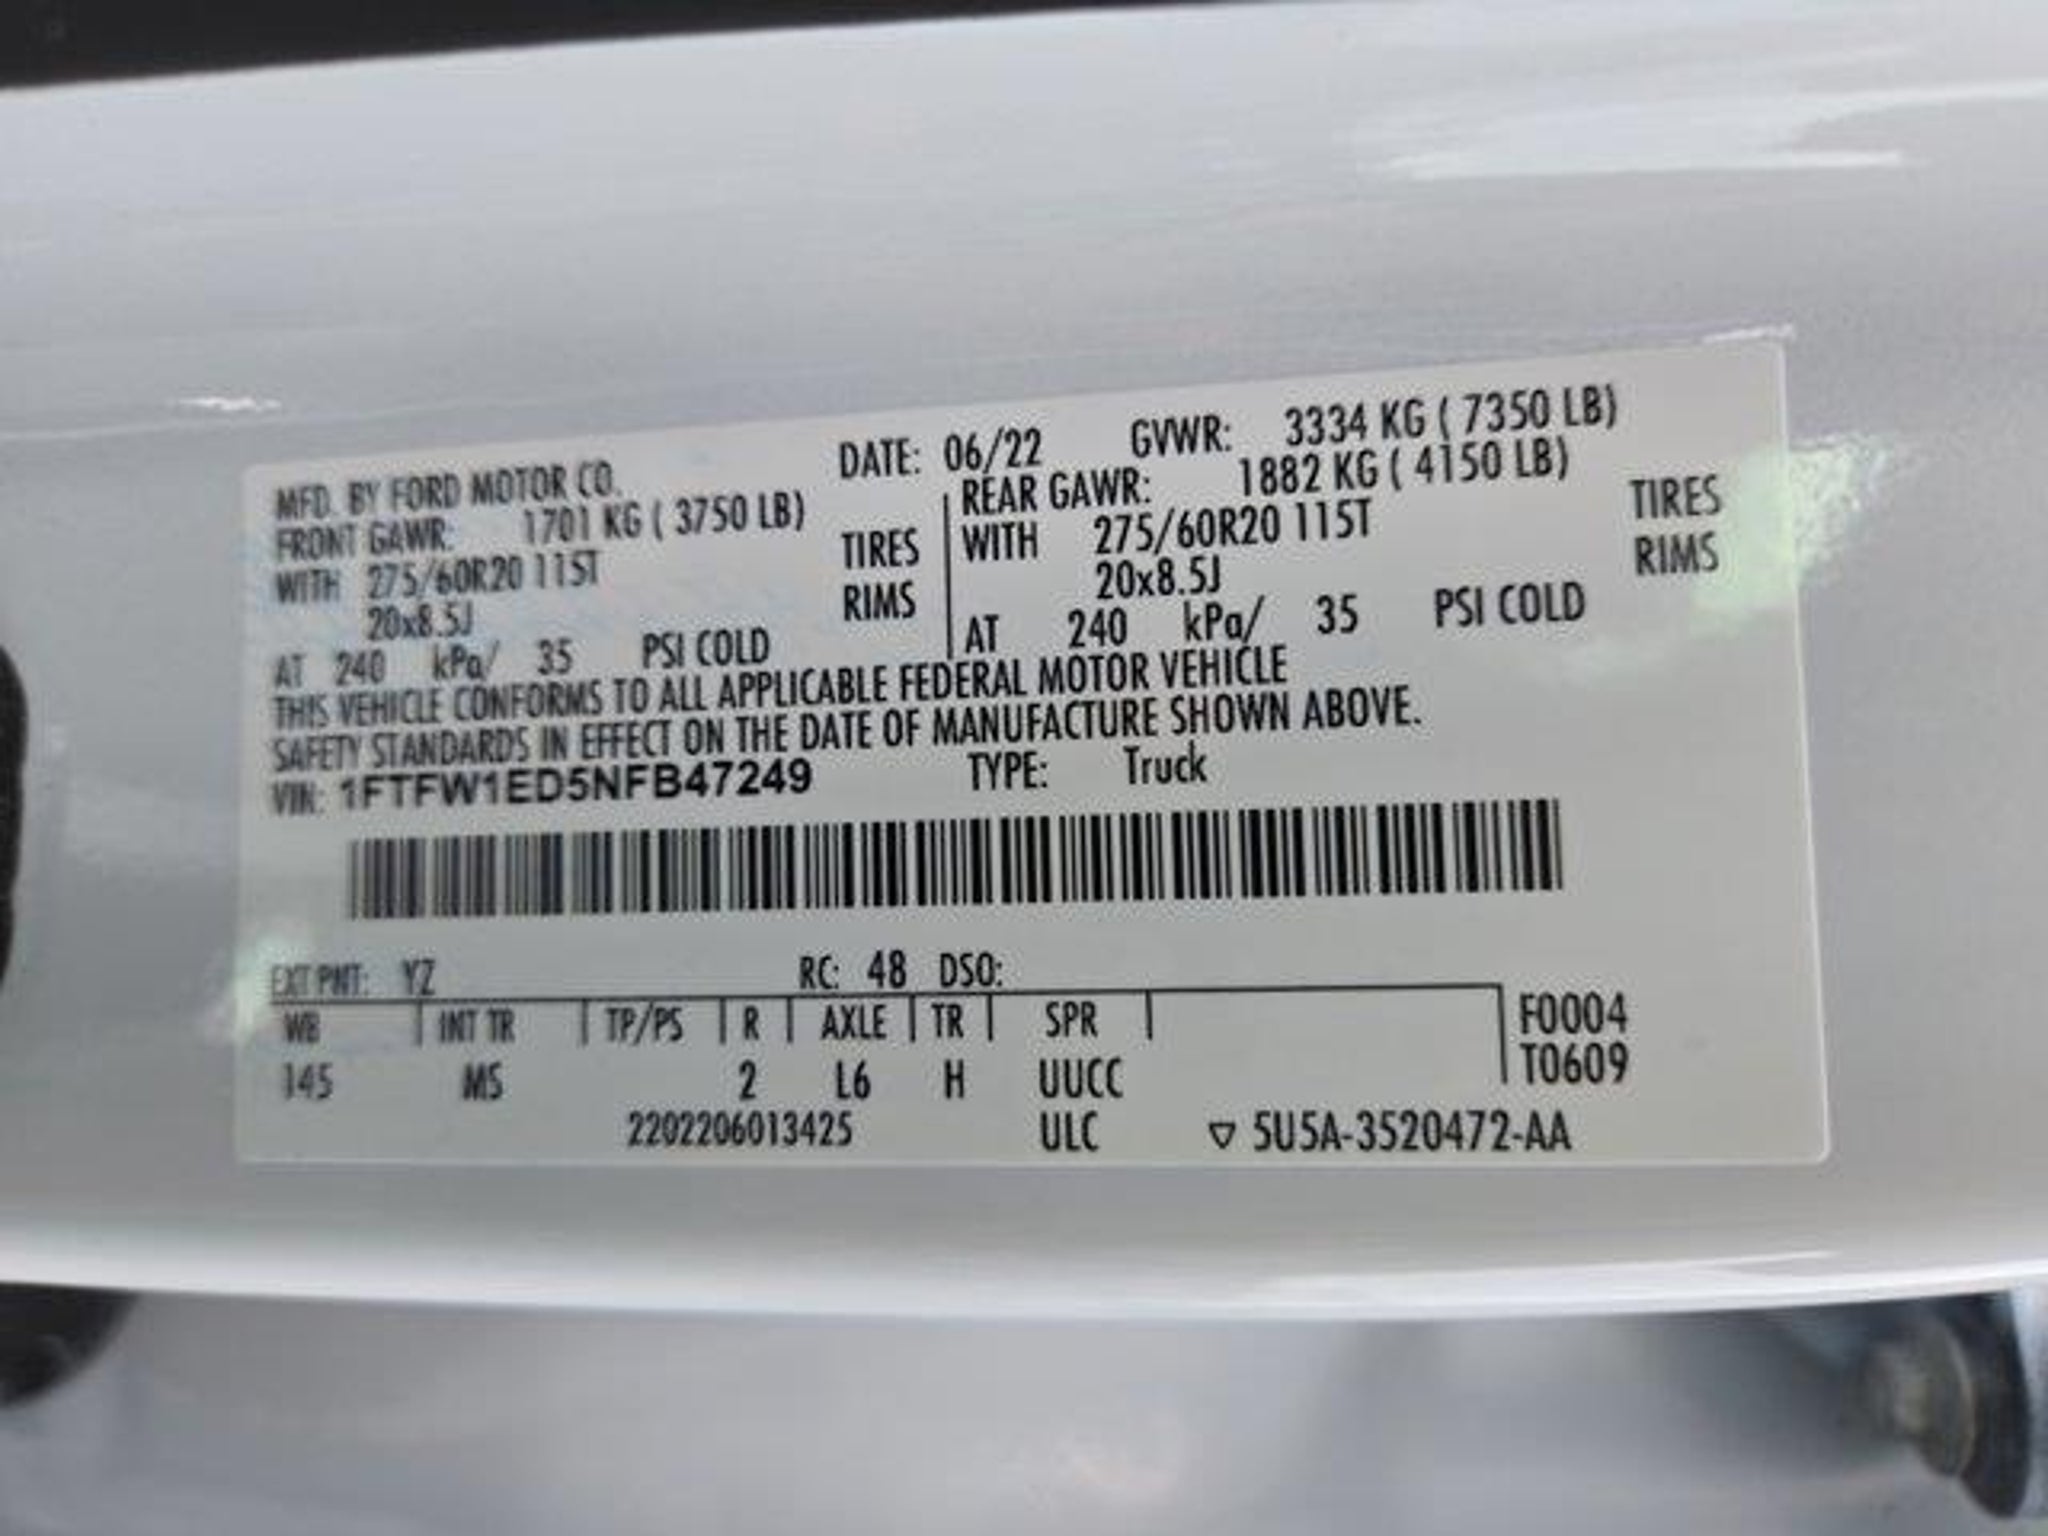 MFD. BY FORD MOTOR CO. DATE: 06/22 GVWR: 3334 KG ( 7350 LB)
FRONT GAWR: 1701 KG ( 3750 LB) REAR GAWR: 1882 KG ( 4150 LB)
WITH 275/60R20 115T TIRES WITH 275/60R20 115T TIRES
20x8.5J RIMS 20x8.5J RIMS
AT 240 kPa/ 35 PSI COLD AT 240 kPa/ 35 PSI COLD
THIS VEHICLE CONFORMS TO ALL APPLICABLE FEDERAL MOTOR VEHICLE
SAFETY STANDARDS IN EFFECT ON THE DATE OF MANUFACTURE SHOWN ABOVE.
VIN: 1FTFW1ED5NFB47249 TYPE: Truck
EXT PNT: YZ RC: 48 DSO:
WB INT TR TP/PS R AXLE TR SPR F0004
145 MS 2 L6 H UUCC T0609
2202206013425 ULC ▽ 5U5A-3520472-AA